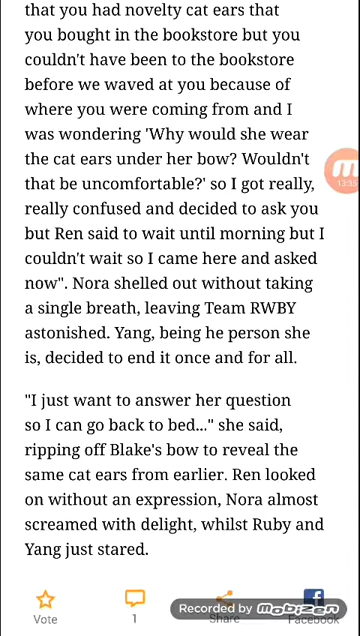 that you had novelty cat ears that
you bought in the bookstore but you
couldn't have been to the bookstore
before we waved at you because of
where you were coming from and I
was wondering 'Why would she wear
the cat ears under her bow? Wouldn't
that be uncomfortable?' so I got really,
really confused and decided to ask you
but Ren said to wait until morning but I
couldn't wait so I came here and asked
now". Nora shelled out without taking
a single breath, leaving Team RWBY
astonished. Yang, being he person she
is, decided to end it once and for all.
"I just want to answer her question
so I can go back to bed..." she said,
ripping off Blake's bow to reveal the
same cat ears from earlier. Ren looked
on without an expression, Nora almost
screamed with delight, whilst Ruby and
Yang just stared.
13:55
Vote
1
Share
Facebook
Recorded by mobizen